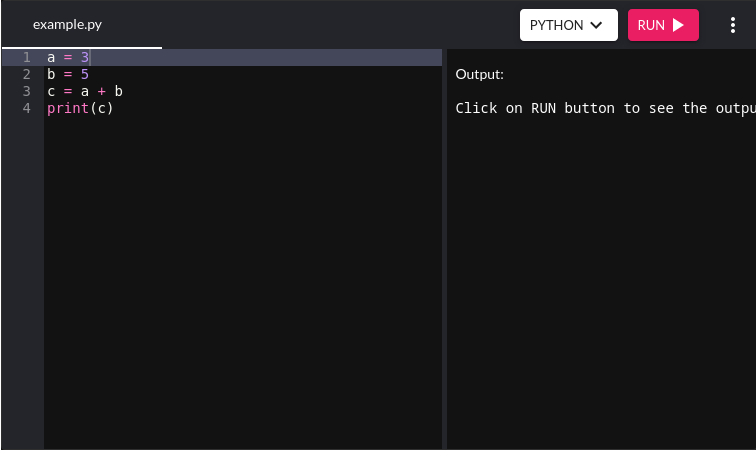 example.py
PYTHON
RUN
1 a = 3
2 b = 5
3 c = a + b
4 print(c)
Output:
Click on RUN button to see the outpu